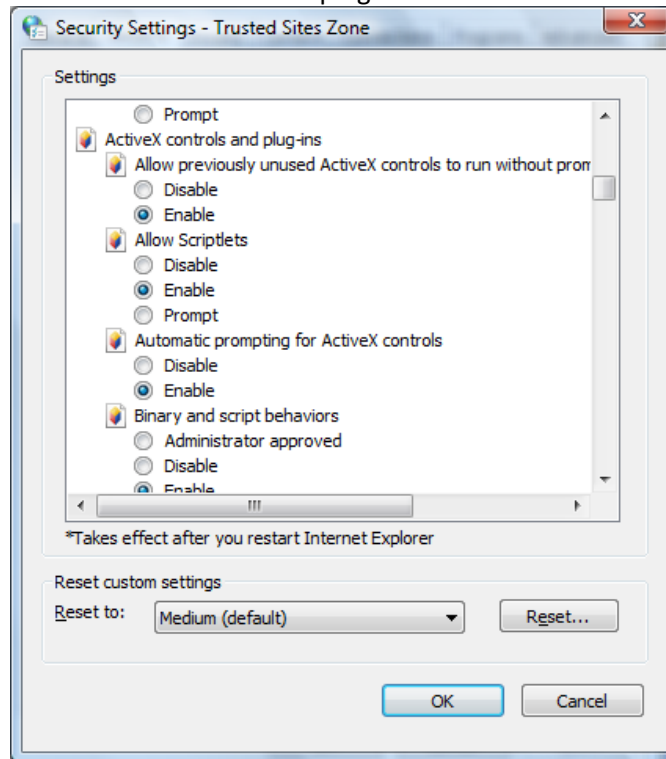 Security Settings - Trusted Sites Zone
X
Settings
Prompt
ActiveX controls and plug-ins
Allow previously unused ActiveX controls to run without prom
Disable
Enable
Allow Scriptlets
Disable
Enable
Prompt
Automatic prompting for ActiveX controls
Disable
Enable
Binary and script behaviors
Administrator approved
Disable
Enable
*Takes effect after you restart Internet Explorer
Reset custom settings
Reset to: Medium (default) Reset...
OK Cancel